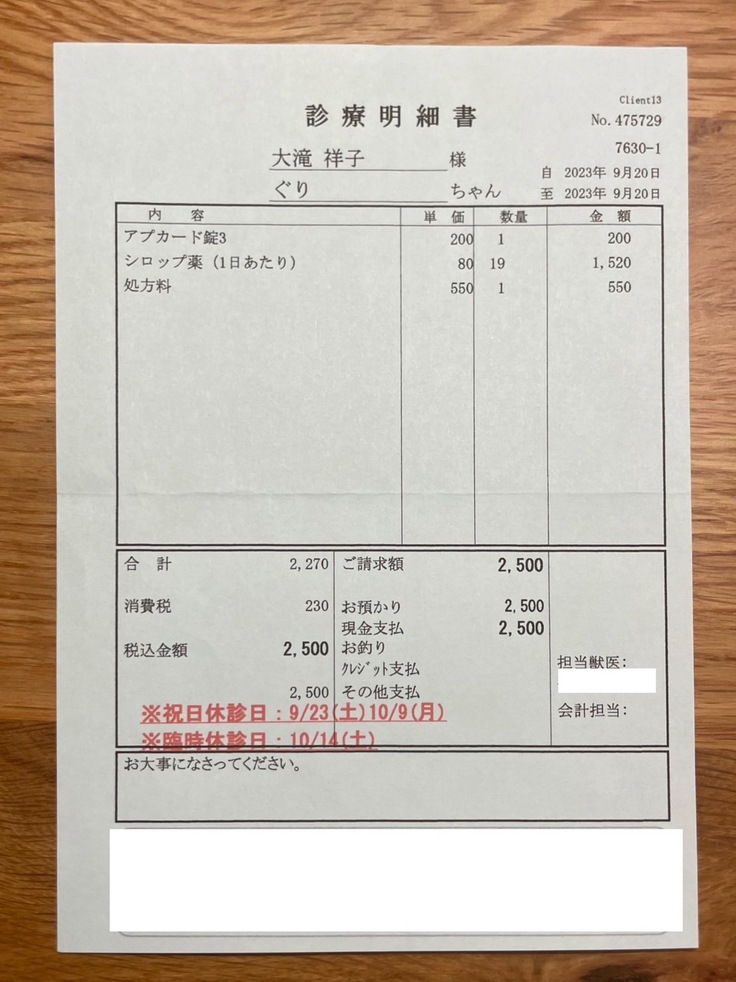 Client13
診療明細書
No. 475729
7630-1
大滝 祥子 様
自 2023年 9月20日
ぐり ちゃん
至 2023年 9月20日
内 容 単 価 数量 金 額
アプカード錠3 200 1 200
シロップ薬（1日あたり） 80 19 1,520
処方料 550 1 550
合 計 2,270 ご請求額 2,500
消費税 230 お預かり 2,500
現金支払 2,500
税込金額 2,500 お釣り
ｸﾚｼﾞｯﾄ支払
担当獣医:
2,500 その他支払
※祝日休診日：9/23(土)10/9(月)
会計担当:
※臨時休診日：10/14(土)
お大事になさってください。